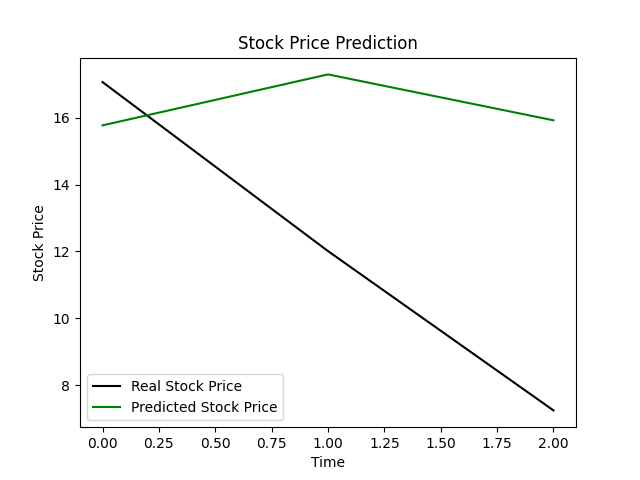 Stock Price Prediction
Stock Price
16
14
12
10
8
Real Stock Price
Predicted Stock Price
0.00 0.25 0.50 0.75 1.00 1.25 1.50 1.75 2.00
Time